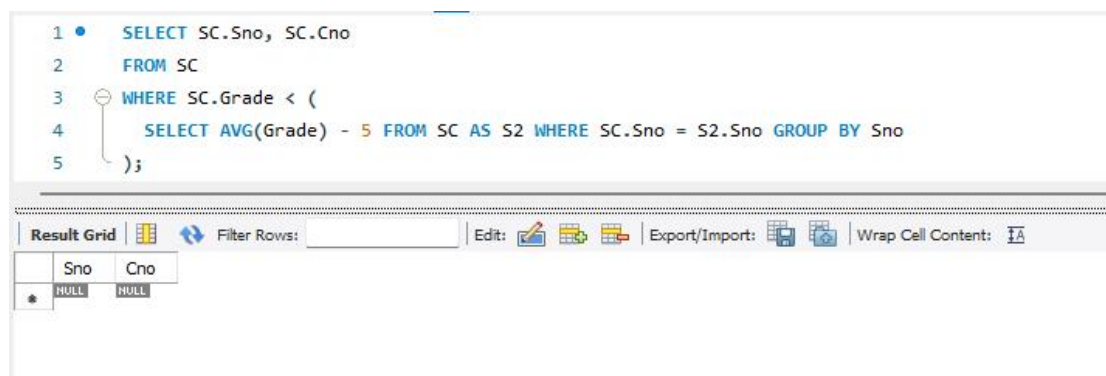 1 SELECT SC.Sno, SC.Cno
2 FROM SC
3 WHERE SC.Grade < (
4 SELECT AVG(Grade) - 5 FROM SC AS S2 WHERE SC.Sno = S2.Sno GROUP BY Sno
5 );
Result Grid Filter Rows: Edit: Export/Import: Wrap Cell Content: IA
Sno Cno
* NULL NULL